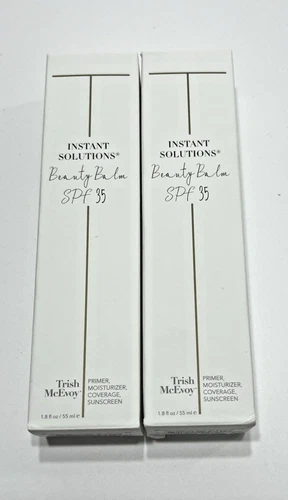 INSTANT
SOLUTIONS®
Beauty Balm
SPF 35
Trish
McEvoy®
PRIMER,
MOISTURIZER,
COVERAGE,
SUNSCREEN
1.8 fl oz / 55 ml ℮
INSTANT
SOLUTIONS®
Beauty Balm
SPF 35
Trish
McEvoy®
PRIMER,
MOISTURIZER,
COVERAGE,
SUNSCREEN
1.8 fl oz / 55 ml ℮